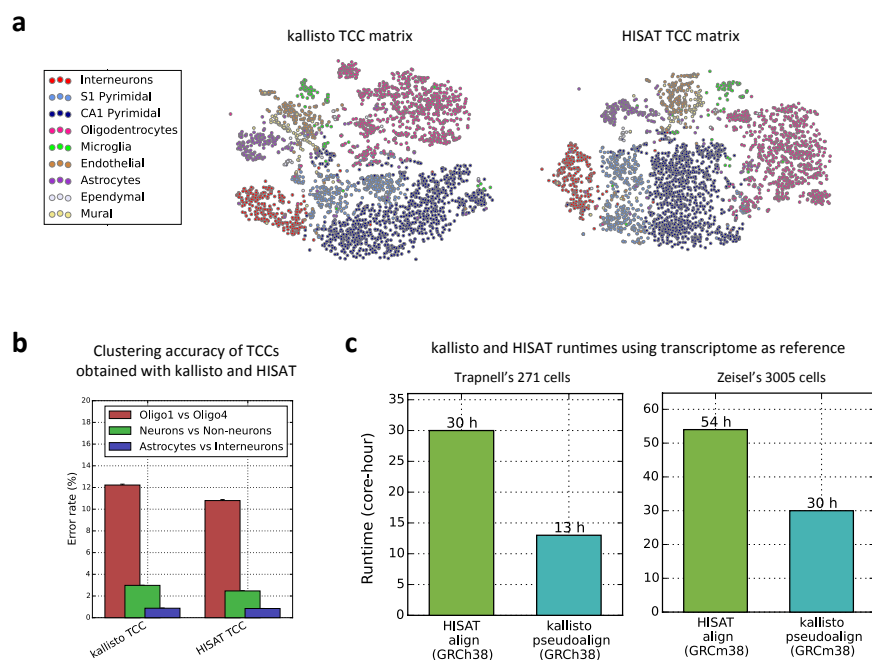 a
kallisto TCC matrix
HISAT TCC matrix
Interneurons
S1 Pyrimidal
CA1 Pyrimidal
Oligodentrocytes
Microglia
Endothelial
Astrocytes
Ependymal
Mural
b
Clustering accuracy of TCCs
obtained with kallisto and HISAT
Error rate (%)
20
18
16
14
12
10
8
6
4
2
0
Oligo1 vs Oligo4
Neurons vs Non-neurons
Astrocytes vs Interneurons
kallisto TCC
HISAT TCC
c
kallisto and HISAT runtimes using transcriptome as reference
Trapnell's 271 cells
Runtime (core-hour)
35
30
25
20
15
10
5
0
30 h
13 h
HISAT
align
(GRCh38)
kallisto
pseudoalign
(GRCh38)
Zeisel's 3005 cells
60
50
40
30
20
10
0
54 h
30 h
HISAT
align
(GRCm38)
kallisto
pseudoalign
(GRCm38)